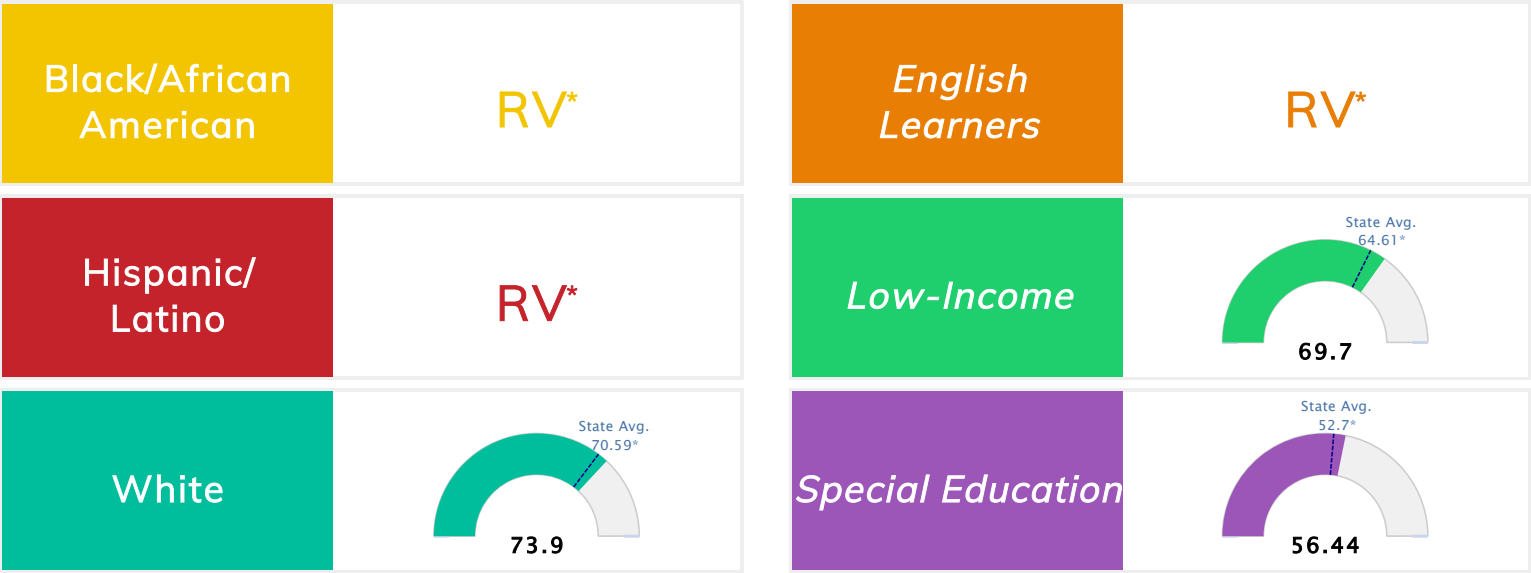 Black/African
American
RV*
English
Learners
RV*
Hispanic/
Latino
RV*
Low-Income
State Avg.
64.61*
69.7
White
State Avg.
70.59*
73.9
Special Education
State Avg.
52.7*
56.44